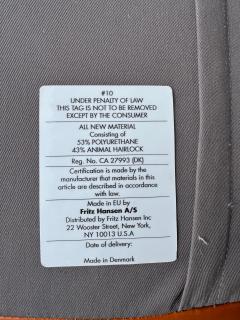 #10
UNDER PENALTY OF LAW
THIS TAG IS NOT TO BE REMOVED
EXCEPT BY THE CONSUMER
ALL NEW MATERIAL
Consisting of
53% POLYURETHANE
43% ANIMAL HAIRLOCK
Reg. No. CA 27993 (DK)
Certification is made by the
manufacturer that materials in this
article are described in accordance
with law.
Made in EU by
Fritz Hansen A/S
Distributed by Fritz Hansen Inc
22 Wooster Street, New York,
NY 10013 U.S.A
Date of delivery:
Made in Denmark